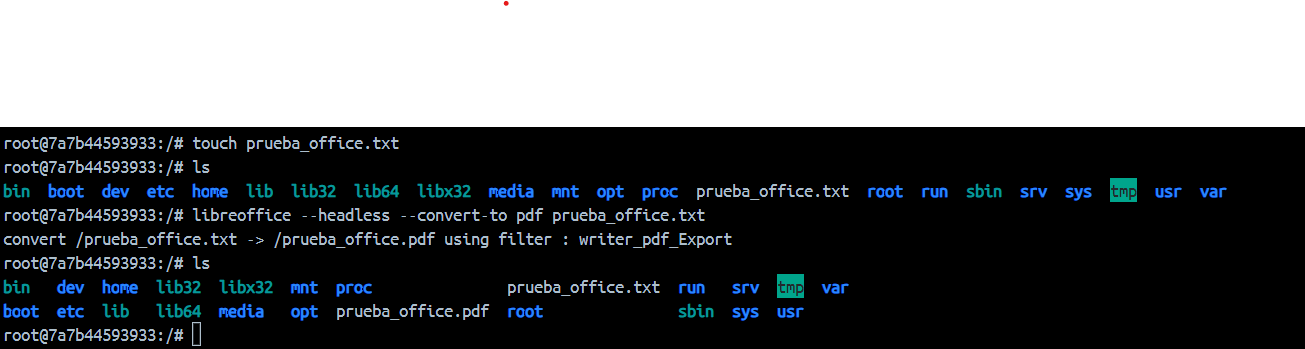 root@7a7b44593933:/# touch prueba_office.txt
root@7a7b44593933:/# ls
bin boot dev etc home lib lib32 lib64 libx32 media mnt opt proc prueba_office.txt root run sbin srv sys tmp usr var
root@7a7b44593933:/# libreoffice --headless --convert-to pdf prueba_office.txt
convert /prueba_office.txt -> /prueba_office.pdf using filter : writer_pdf_Export
root@7a7b44593933:/# ls
bin dev home lib32 libx32 mnt proc prueba_office.txt run srv tmp var
boot etc lib lib64 media opt prueba_office.pdf root sbin sys usr
root@7a7b44593933:/#